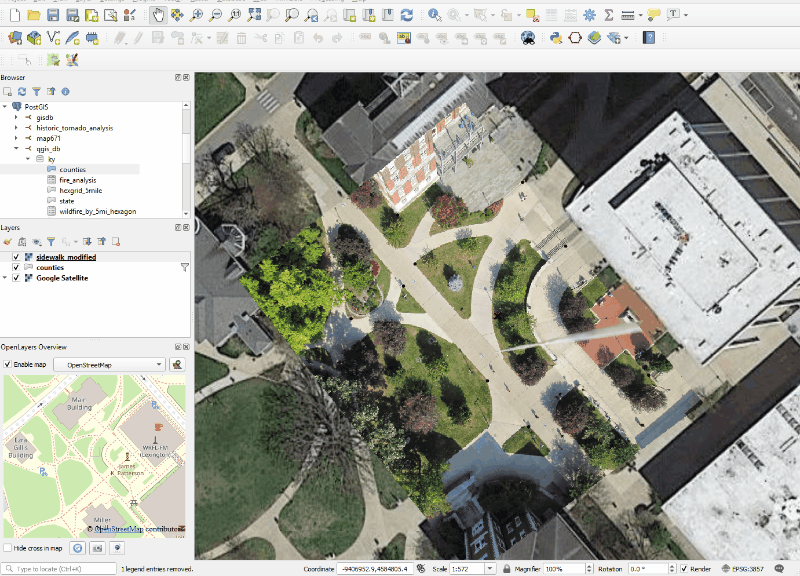 Browser
PostGIS
gisdb
historic_tornado_analysis
map671
qgis_db
ky
counties
fire_analysis
hexgrid_5mile
state
wildfire_by_5mi_hexagon
Layers
sidewalk_modified
counties
Google Satellite
OpenLayers Overview
Enable map
OpenStreetMap
Main
Building
Ezra
Gillis
Building
WRFL-FM
(Lexington)
James
K. Patterson
Miller
© OpenStreetMap contributors
Hide cross in map
Type to locate (Ctrl+K)
1 legend entries removed.
Coordinate
-9406952.9,4584805.4
Scale
1:572
Magnifier
100%
Rotation
0.0 °
Render
EPSG:3857